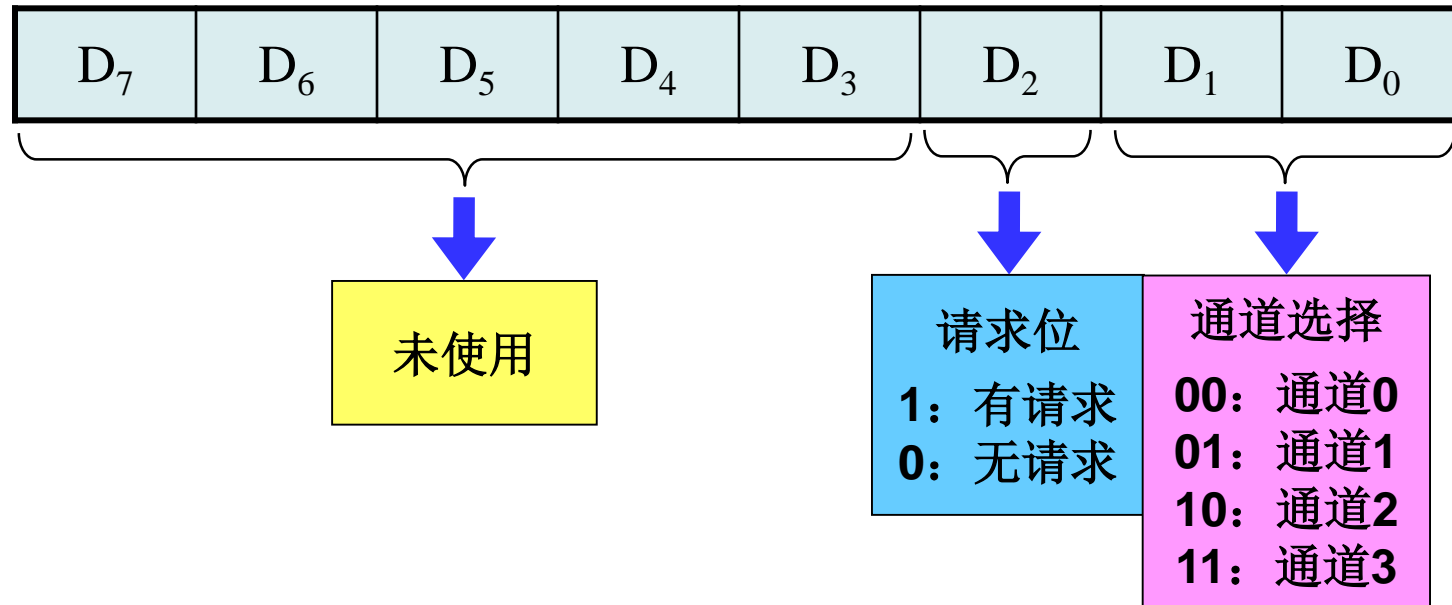 D7 D6 D5 D4 D3 D2 D1 D0
未使用
请求位
1：有请求
0：无请求
通道选择
00：通道0
01：通道1
10：通道2
11：通道3